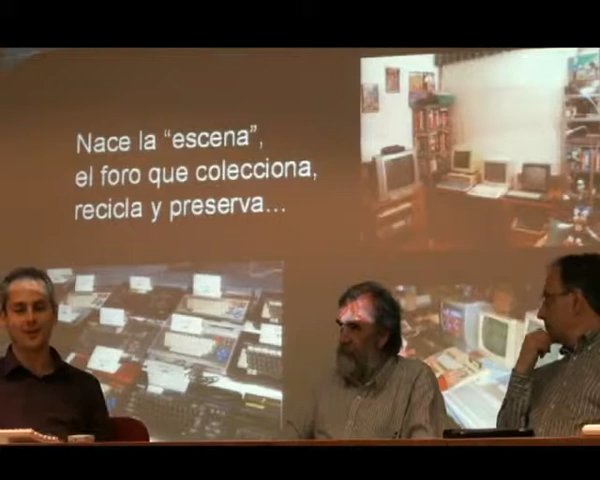 Nace la “escena”,
el foro que colecciona,
recicla y preserva...